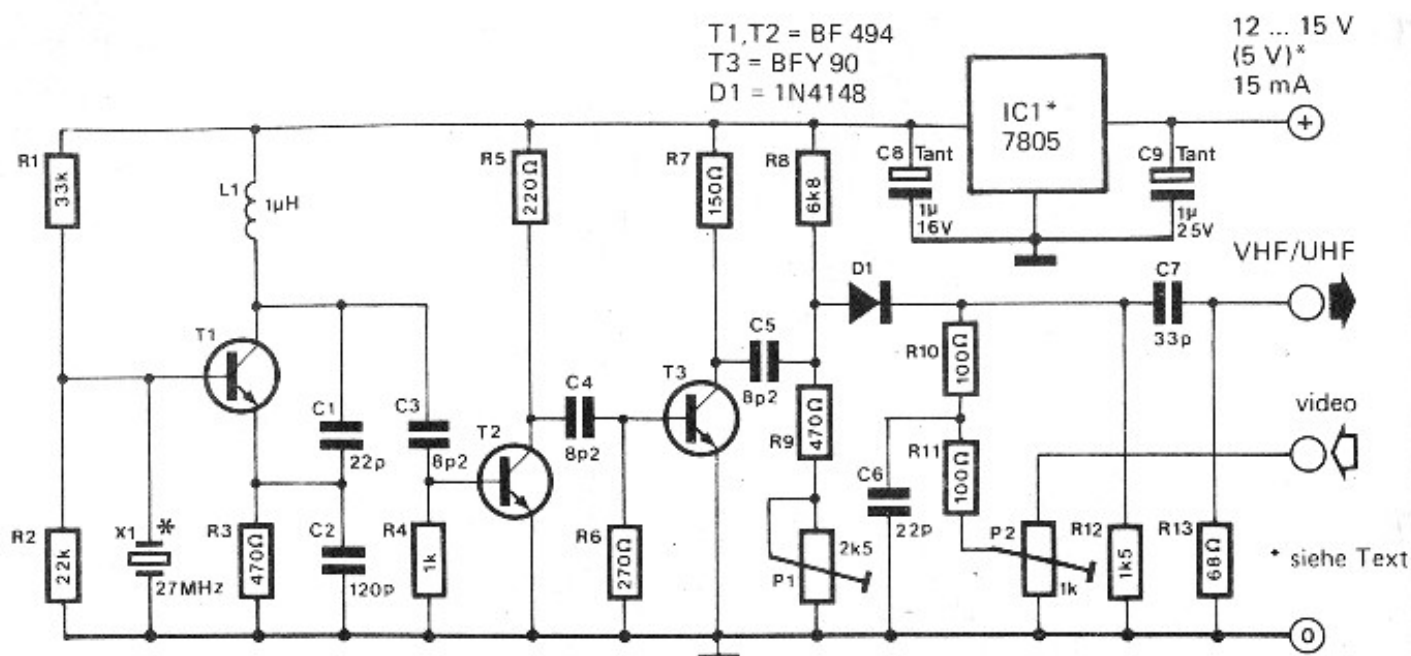 T1,T2 = BF 494
T3 = BFY 90
D1 = 1N4148
12 ... 15 V
(5 V)*
15 mA
+
IC1*
7805
R1
33k
L1
1µH
R5
220Ω
R7
150Ω
R8
6k8
C8 Tant
1µ
16V
C9 Tant
1µ
25V
VHF/UHF
D1
C7
33p
T1
C1
22p
C3
8p2
T2
C4
8p2
T3
C5
8p2
R9
470Ω
R10
100Ω
R11
100Ω
C6
22p
video
R2
22k
X1
*
27MHz
R3
470Ω
C2
120p
R4
1k
R6
270Ω
P1
2k5
P2
1k
R12
1k5
R13
68Ω
* siehe Text
0